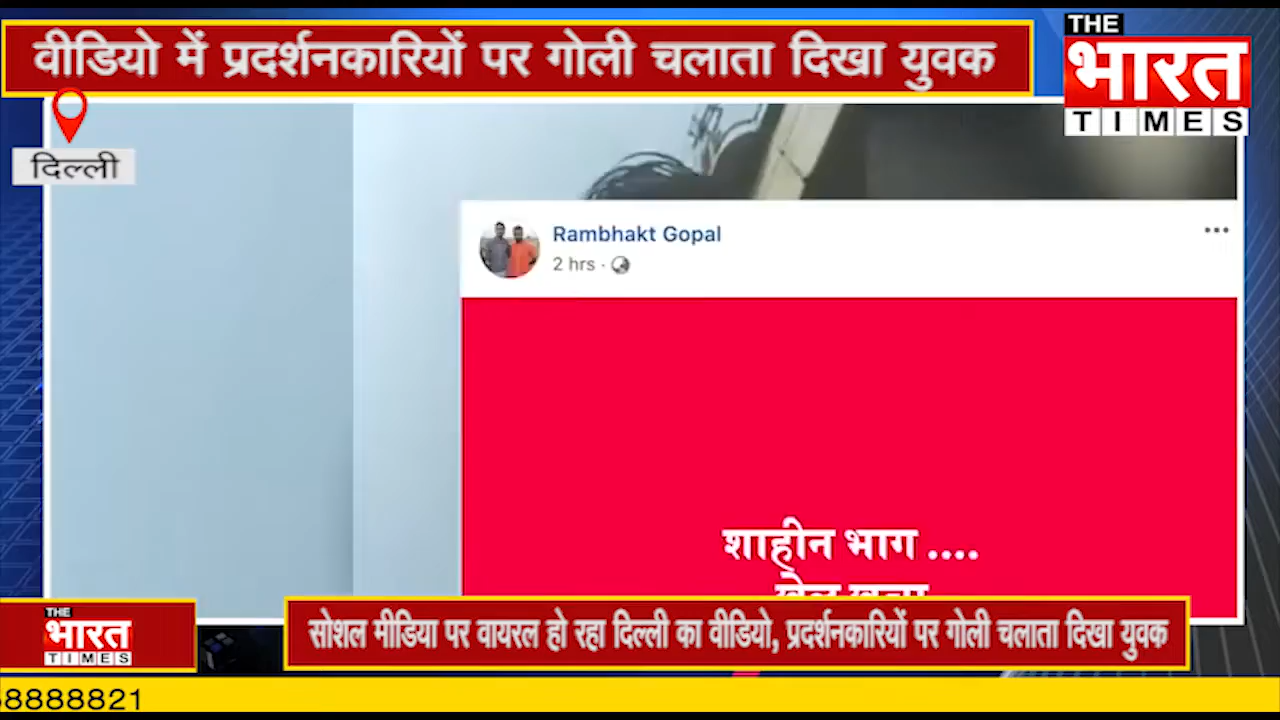 वीडियो में प्रदर्शनकारियों पर गोली चलाता दिखा युवक
THE
भारत
TIMES
दिल्ली
Rambhakt Gopal
2 hrs
शाहीन भाग ....
THE
भारत
TIMES
सोशल मीडिया पर वायरल हो रहा दिल्ली का वीडियो, प्रदर्शनकारियों पर गोली चलाता दिखा युवक
8888821